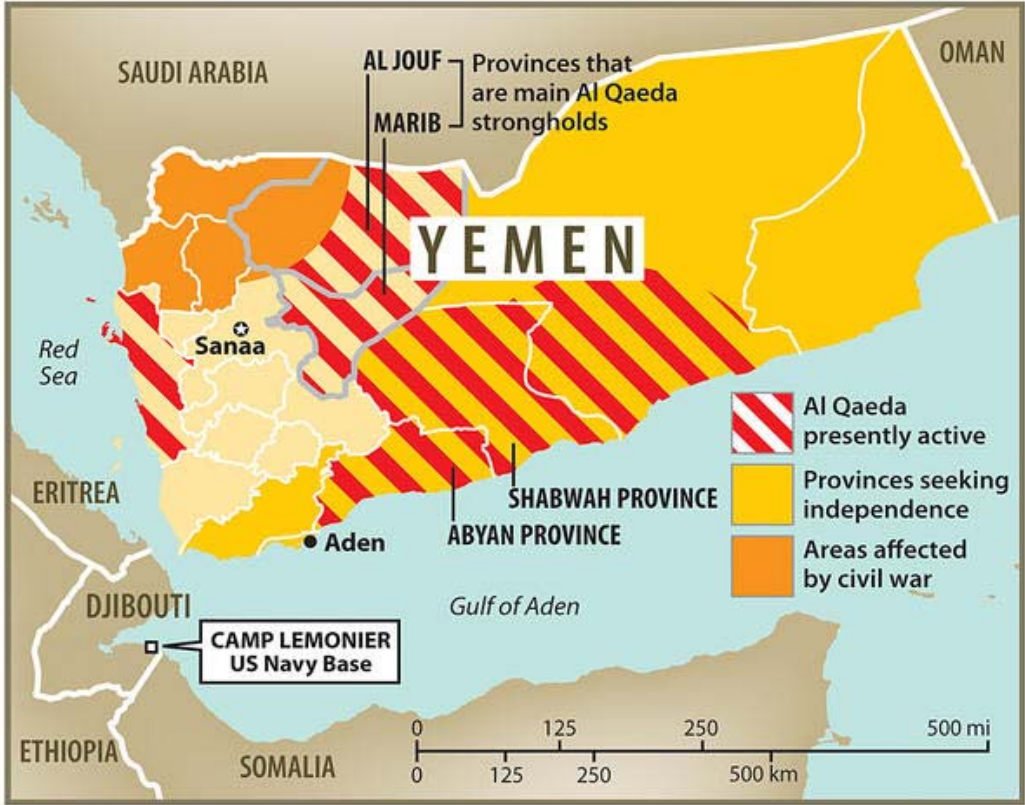 SAUDI ARABIA
AL JOUF
MARIB
Provinces that
are main Al Qaeda
strongholds
OMAN
YEMEN
Sanaa
Red
Sea
Al Qaeda
presently active
Provinces seeking
independence
Areas affected
by civil war
ERITREA
SHABWAH PROVINCE
ABYAN PROVINCE
Aden
DJIBOUTI
Gulf of Aden
CAMP LEMONIER
US Navy Base
ETHIOPIA
SOMALIA
0 125 250 500 mi
0 125 250 500 km